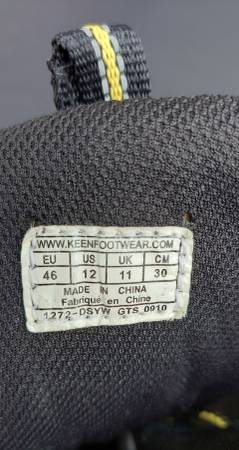 WWW.KEENFOOTWEAR.COM
EU US UK CM
46 12 11 30
MADE IN CHINA
Fabriqué en Chine
1272-DSYW GTS 0910